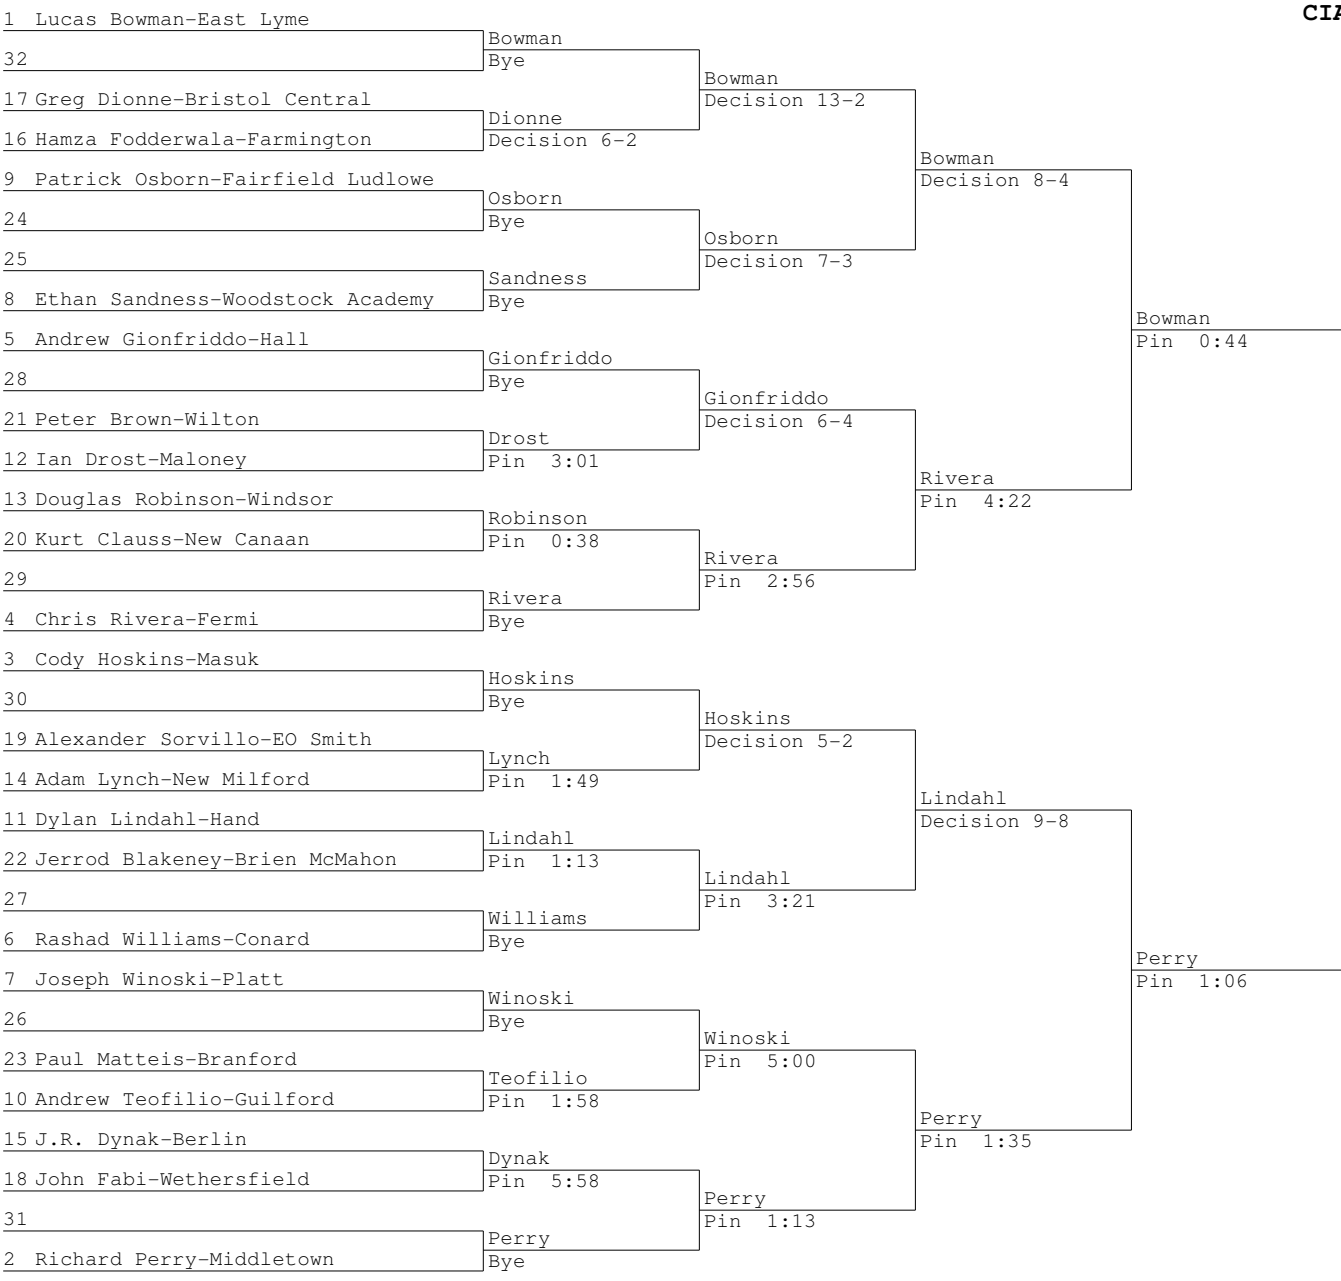 CIA
1 Lucas Bowman-East Lyme
32
17 Greg Dionne-Bristol Central
16 Hamza Fodderwala-Farmington
9 Patrick Osborn-Fairfield Ludlowe
24
25
8 Ethan Sandness-Woodstock Academy
5 Andrew Gionfriddo-Hall
28
21 Peter Brown-Wilton
12 Ian Drost-Maloney
13 Douglas Robinson-Windsor
20 Kurt Clauss-New Canaan
29
4 Chris Rivera-Fermi
3 Cody Hoskins-Masuk
30
19 Alexander Sorvillo-EO Smith
14 Adam Lynch-New Milford
11 Dylan Lindahl-Hand
22 Jerrod Blakeney-Brien McMahon
27
6 Rashad Williams-Conard
7 Joseph Winoski-Platt
26
23 Paul Matteis-Branford
10 Andrew Teofilio-Guilford
15 J.R. Dynak-Berlin
18 John Fabi-Wethersfield
31
2 Richard Perry-Middletown
Bowman
Bye
Dionne
Decision 6-2
Osborn
Bye
Sandness
Bye
Gionfriddo
Bye
Drost
Pin 3:01
Robinson
Pin 0:38
Rivera
Bye
Hoskins
Bye
Lynch
Pin 1:49
Lindahl
Pin 1:13
Williams
Bye
Winoski
Bye
Teofilio
Pin 1:58
Dynak
Pin 5:58
Perry
Bye
Bowman
Decision 13-2
Osborn
Decision 7-3
Gionfriddo
Decision 6-4
Rivera
Pin 2:56
Hoskins
Decision 5-2
Lindahl
Pin 3:21
Winoski
Pin 5:00
Perry
Pin 1:13
Bowman
Decision 8-4
Rivera
Pin 4:22
Lindahl
Decision 9-8
Perry
Pin 1:35
Bowman
Pin 0:44
Perry
Pin 1:06